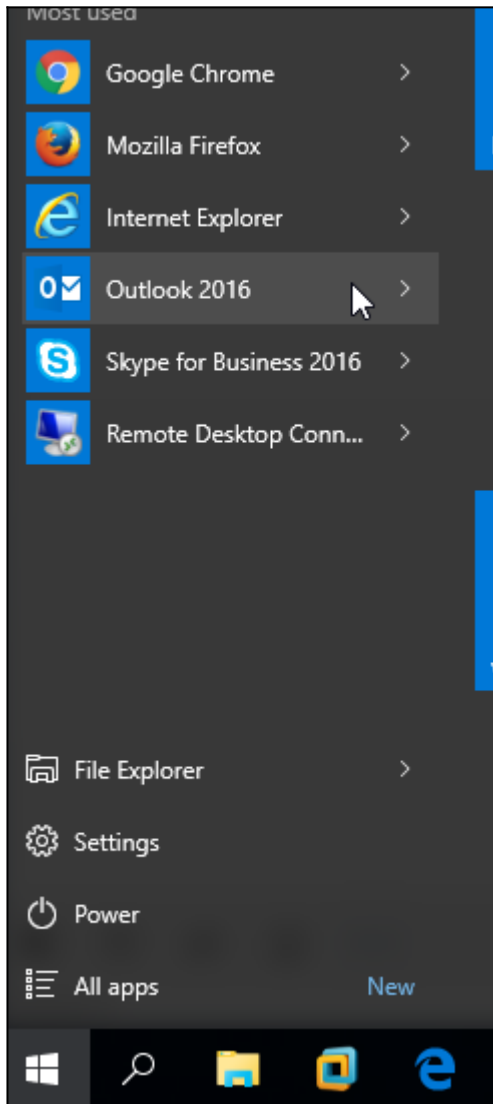 Most used
Google Chrome
Mozilla Firefox
Internet Explorer
Outlook 2016
Skype for Business 2016
Remote Desktop Conn...
File Explorer
Settings
Power
All apps New